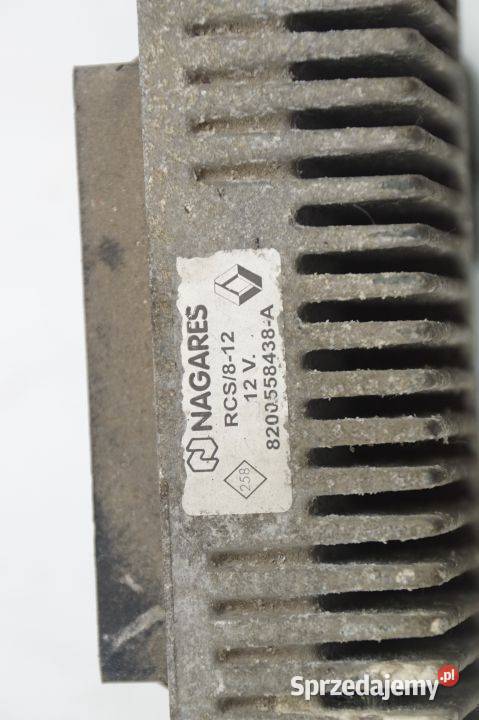 NAGARES
RCS/8-12
12 V.
8200558438-A
258
Sprzedajemy.pl